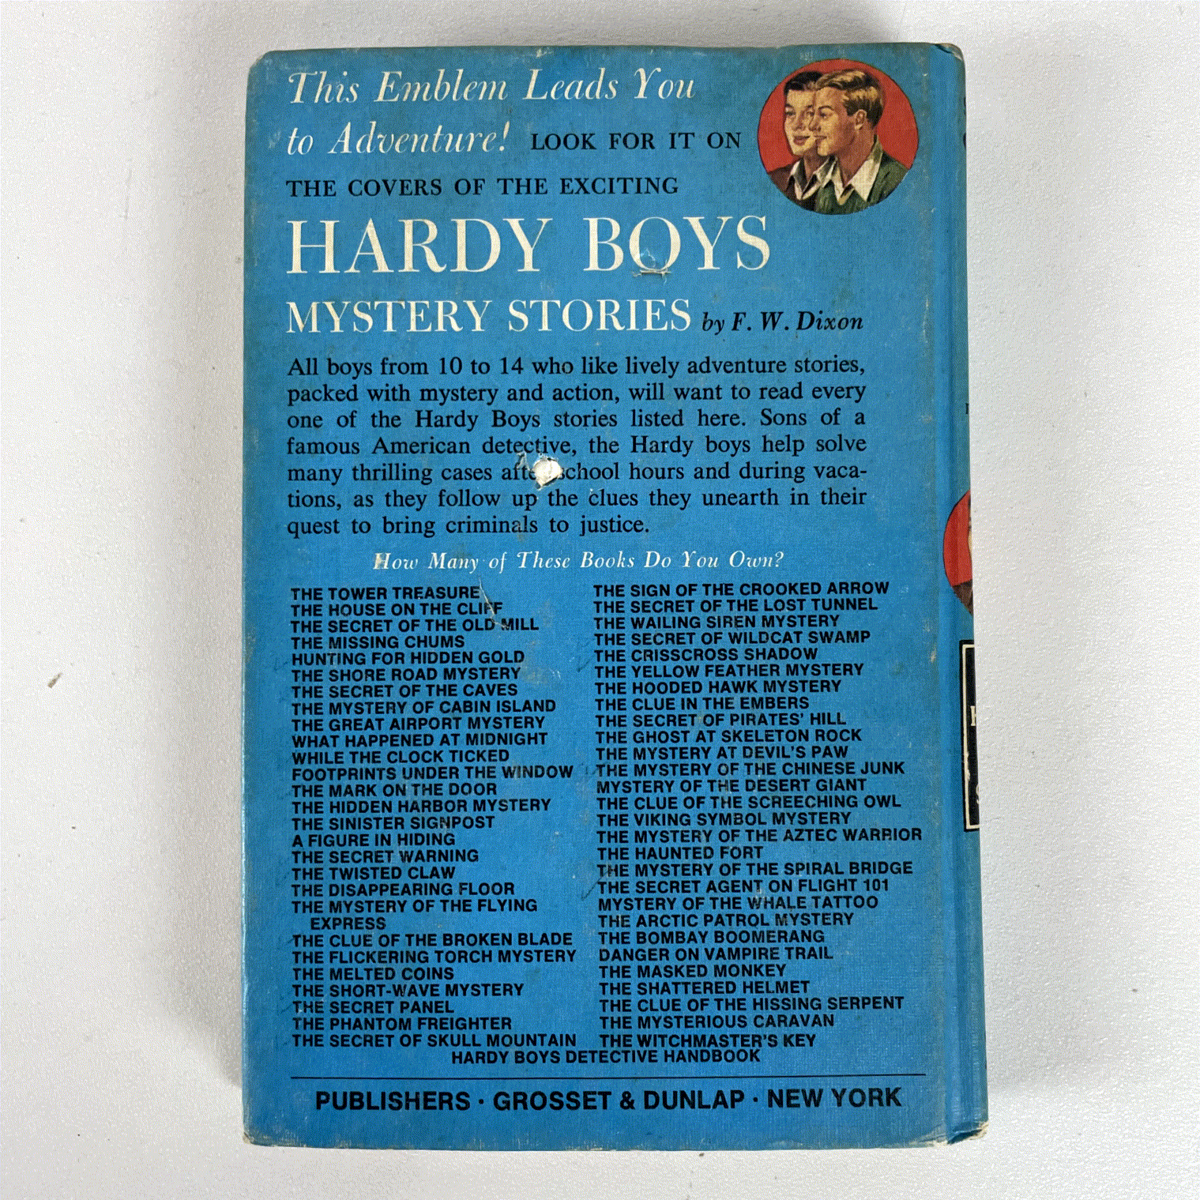 This Emblem Leads You
to Adventure! LOOK FOR IT ON
THE COVERS OF THE EXCITING
HARDY BOYS
MYSTERY STORIES by F. W. Dixon
All boys from 10 to 14 who like lively adventure stories,
packed with mystery and action, will want to read every
one of the Hardy Boys stories listed here. Sons of a
famous American detective, the Hardy boys help solve
many thrilling cases after school hours and during vaca-
tions, as they follow up the clues they unearth in their
quest to bring criminals to justice.
How Many of These Books Do You Own?
THE TOWER TREASURE
THE HOUSE ON THE CLIFF
THE SECRET OF THE OLD MILL
THE MISSING CHUMS
HUNTING FOR HIDDEN GOLD
THE SHORE ROAD MYSTERY
THE SECRET OF THE CAVES
THE MYSTERY OF CABIN ISLAND
THE GREAT AIRPORT MYSTERY
WHAT HAPPENED AT MIDNIGHT
WHILE THE CLOCK TICKED
FOOTPRINTS UNDER THE WINDOW
THE MARK ON THE DOOR
THE HIDDEN HARBOR MYSTERY
THE SINISTER SIGNPOST
A FIGURE IN HIDING
THE SECRET WARNING
THE TWISTED CLAW
THE DISAPPEARING FLOOR
THE MYSTERY OF THE FLYING
EXPRESS
THE CLUE OF THE BROKEN BLADE
THE FLICKERING TORCH MYSTERY
THE MELTED COINS
THE SHORT-WAVE MYSTERY
THE SECRET PANEL
THE PHANTOM FREIGHTER
THE SECRET OF SKULL MOUNTAIN
THE SIGN OF THE CROOKED ARROW
THE SECRET OF THE LOST TUNNEL
THE WAILING SIREN MYSTERY
THE SECRET OF WILDCAT SWAMP
THE CRISSCROSS SHADOW
THE YELLOW FEATHER MYSTERY
THE HOODED HAWK MYSTERY
THE CLUE IN THE EMBERS
THE SECRET OF PIRATES' HILL
THE GHOST AT SKELETON ROCK
THE MYSTERY AT DEVIL'S PAW
THE MYSTERY OF THE CHINESE JUNK
MYSTERY OF THE DESERT GIANT
THE CLUE OF THE SCREECHING OWL
THE VIKING SYMBOL MYSTERY
THE MYSTERY OF THE AZTEC WARRIOR
THE HAUNTED FORT
THE MYSTERY OF THE SPIRAL BRIDGE
THE SECRET AGENT ON FLIGHT 101
MYSTERY OF THE WHALE TATTOO
THE ARCTIC PATROL MYSTERY
THE BOMBAY BOOMERANG
DANGER ON VAMPIRE TRAIL
THE MASKED MONKEY
THE SHATTERED HELMET
THE CLUE OF THE HISSING SERPENT
THE MYSTERIOUS CARAVAN
THE WITCHMASTER'S KEY
HARDY BOYS DETECTIVE HANDBOOK
PUBLISHERS · GROSSET & DUNLAP · NEW YORK